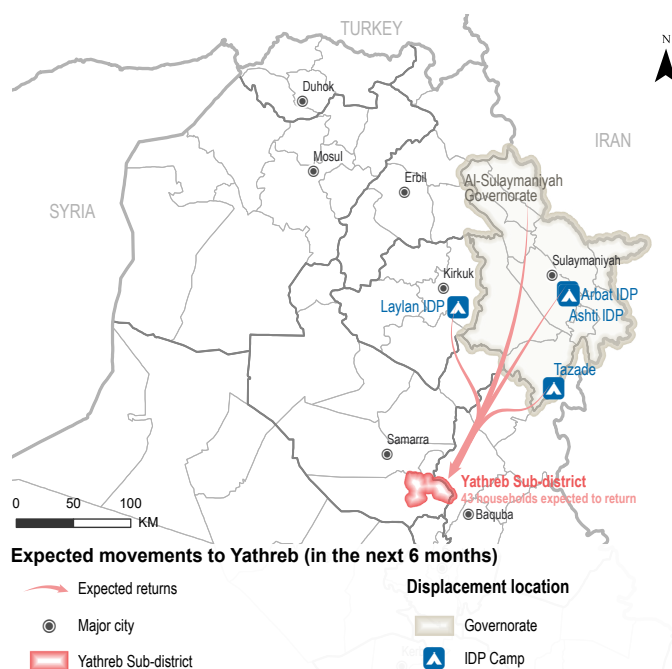 TURKEY
N
Duhok
IRAN
Mosul
Erbil
Al-Sulaymaniyah
Governorate
SYRIA
Kirkuk
Sulaymaniyah
Laylan IDP
Arbat IDP
Ashti IDP
Tazade
Samarra
Yathreb Sub-district
43 households expected to return
Baquba
0 50 100
KM
Expected movements to Yathreb (in the next 6 months)
Expected returns
Displacement location
Major city
Governorate
Yathreb Sub-district
IDP Camp